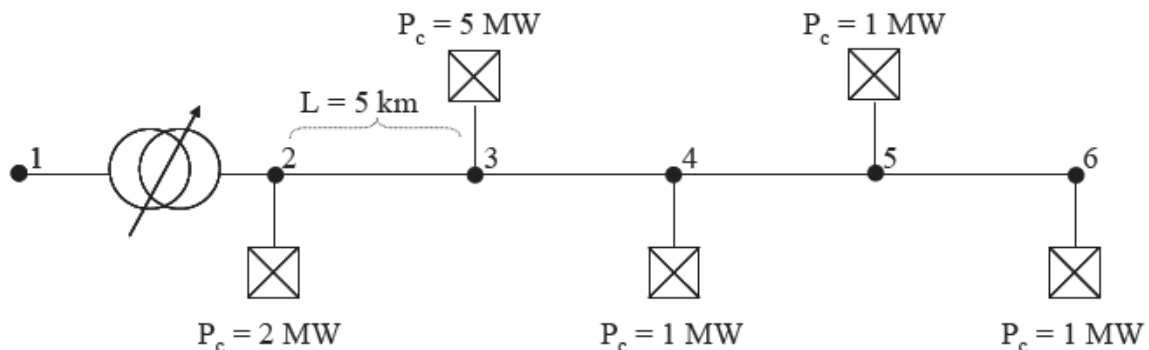 P_c = 5 MW
P_c = 1 MW
L = 5 km
1
2
3
4
5
6
P_c = 2 MW
P_c = 1 MW
P_c = 1 MW